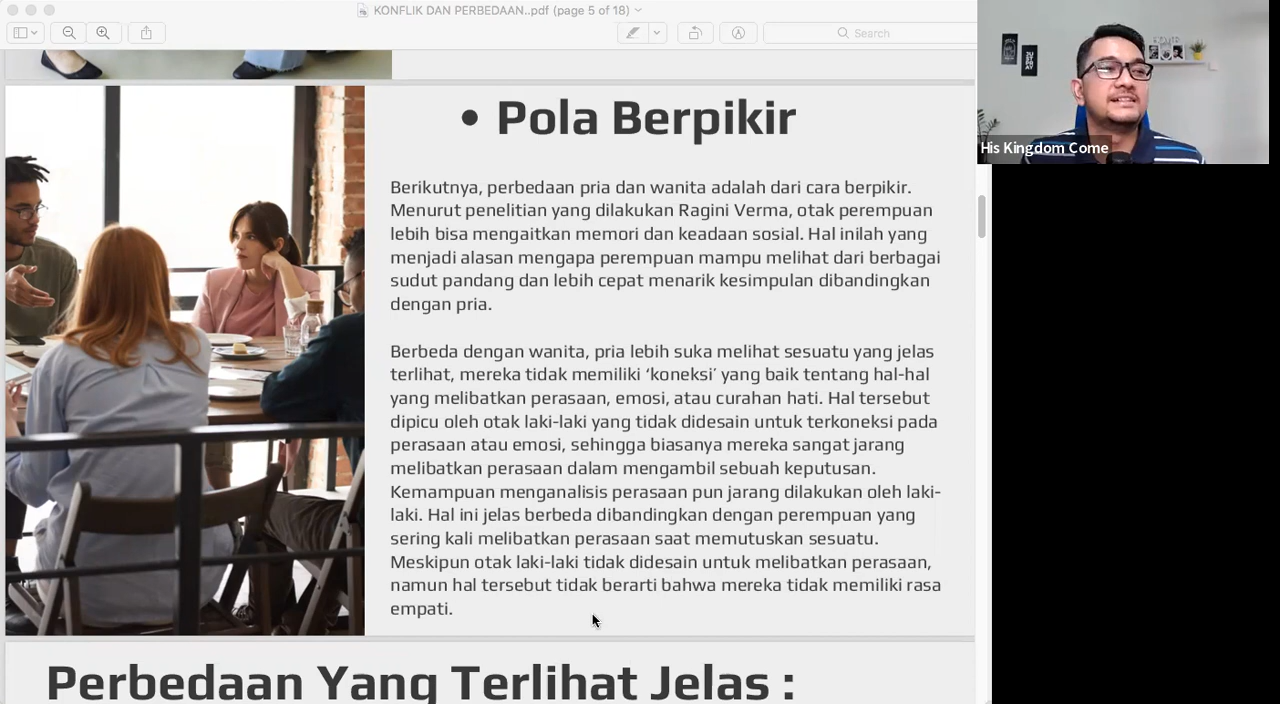 KONFLIK DAN PERBEDAAN..pdf (page 5 of 18)
Search
His Kingdom Come
• Pola Berpikir
Berikutnya, perbedaan pria dan wanita adalah dari cara berpikir.
Menurut penelitian yang dilakukan Ragini Verma, otak perempuan
lebih bisa mengaitkan memori dan keadaan sosial. Hal inilah yang
menjadi alasan mengapa perempuan mampu melihat dari berbagai
sudut pandang dan lebih cepat menarik kesimpulan dibandingkan
dengan pria.
Berbeda dengan wanita, pria lebih suka melihat sesuatu yang jelas
terlihat, mereka tidak memiliki ‘koneksi’ yang baik tentang hal-hal
yang melibatkan perasaan, emosi, atau curahan hati. Hal tersebut
dipicu oleh otak laki-laki yang tidak didesain untuk terkoneksi pada
perasaan atau emosi, sehingga biasanya mereka sangat jarang
melibatkan perasaan dalam mengambil sebuah keputusan.
Kemampuan menganalisis perasaan pun jarang dilakukan oleh laki-
laki. Hal ini jelas berbeda dibandingkan dengan perempuan yang
sering kali melibatkan perasaan saat memutuskan sesuatu.
Meskipun otak laki-laki tidak didesain untuk melibatkan perasaan,
namun hal tersebut tidak berarti bahwa mereka tidak memiliki rasa
empati.
Perbedaan Yang Terlihat Jelas :